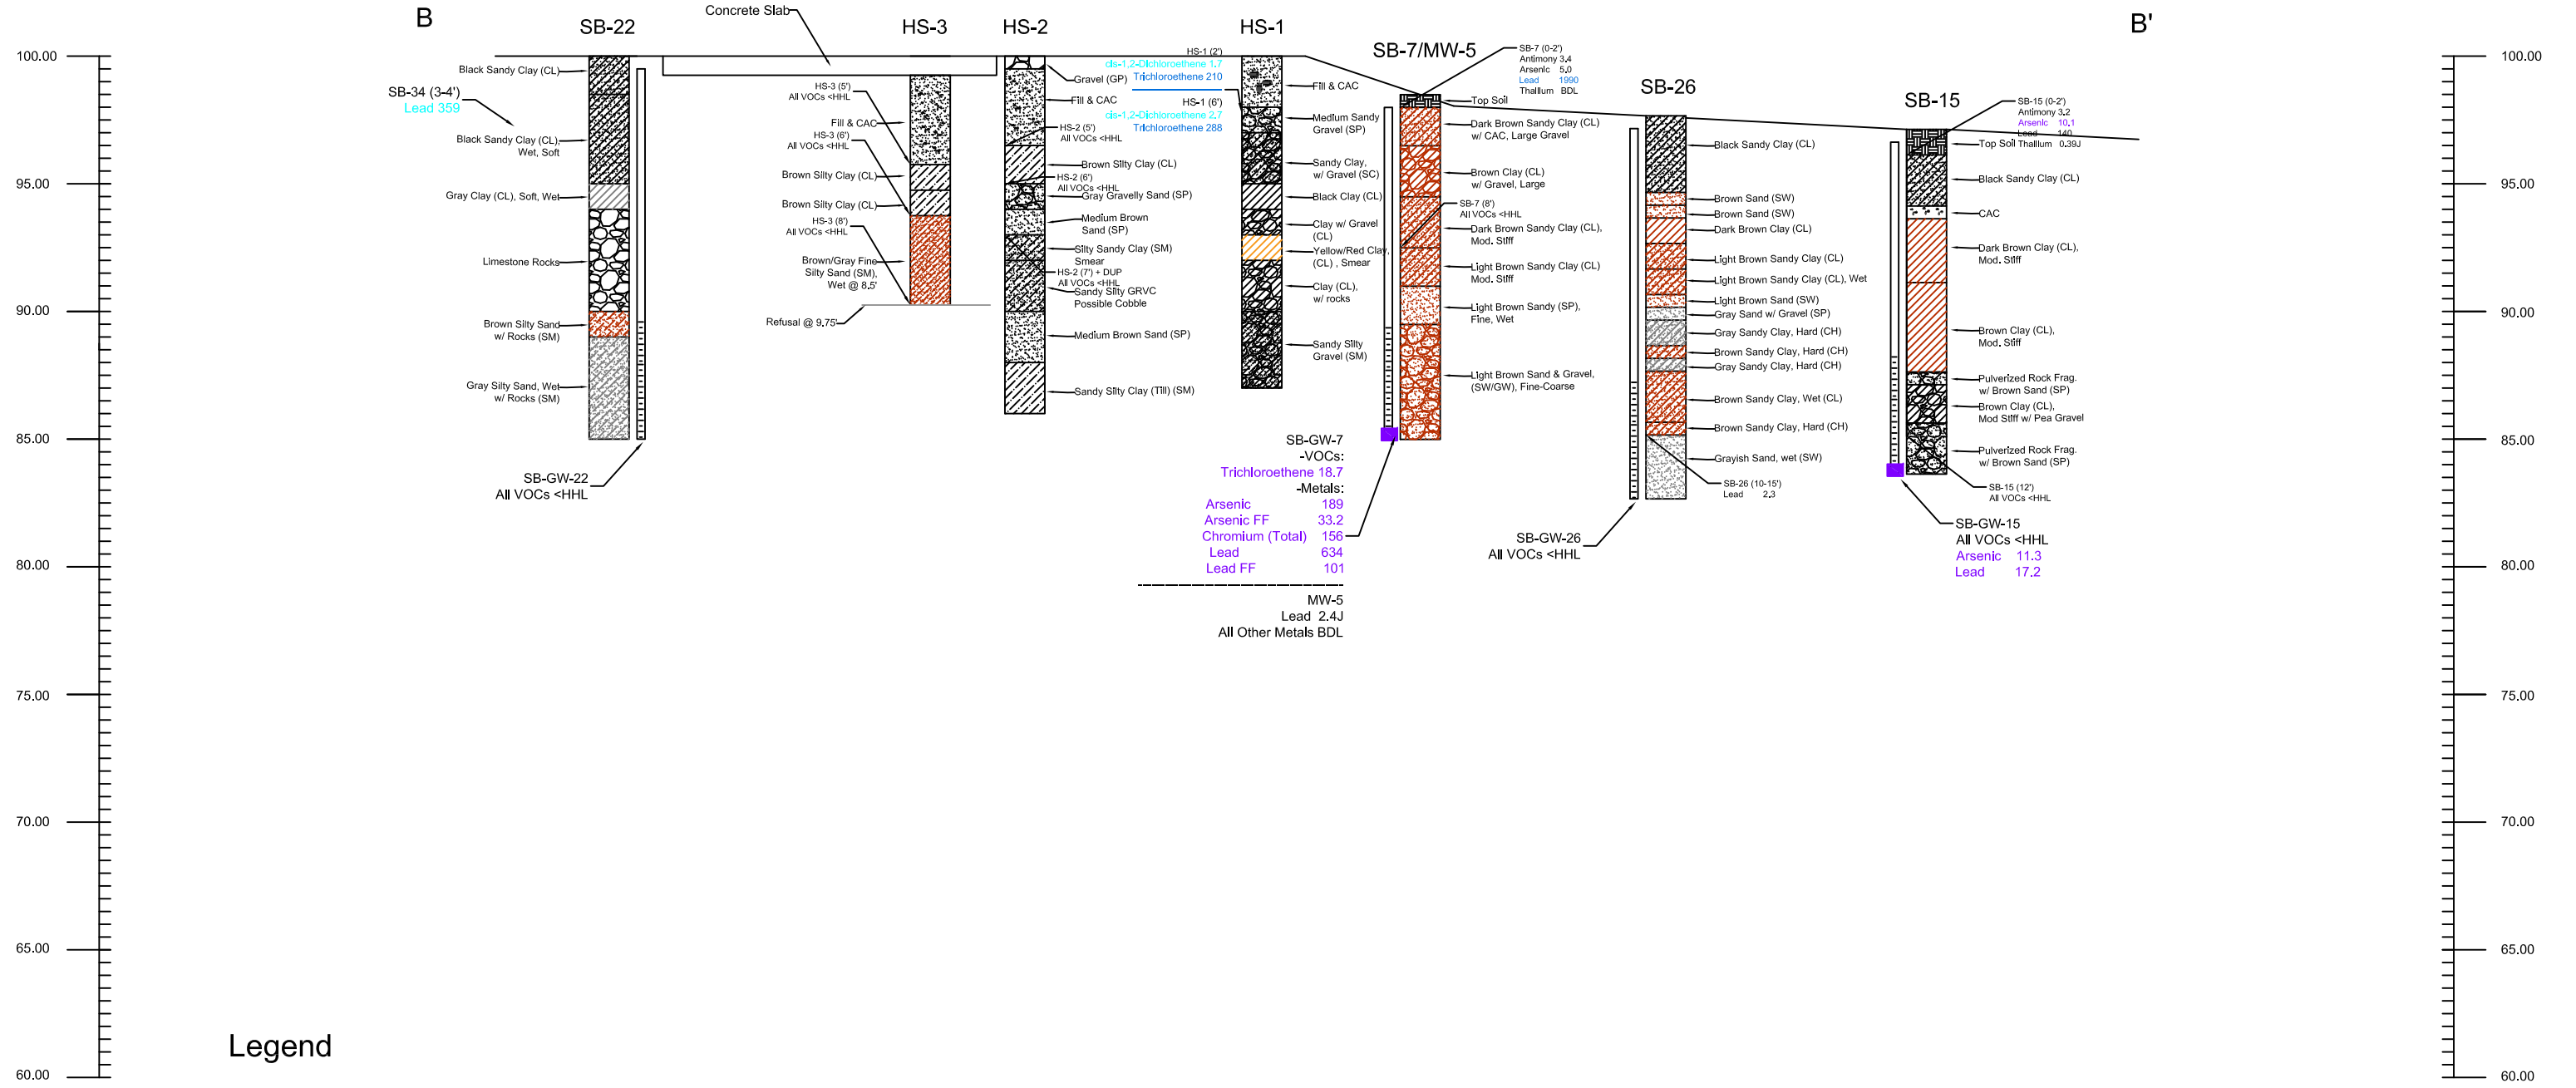 B
B'
Concrete Slab
SB-22
HS-3
HS-2
HS-1
SB-7/MW-5
SB-26
SB-15
100.00
95.00
90.00
85.00
80.00
75.00
70.00
65.00
60.00
SB-34 (3-4')
Lead 359
Black Sandy Clay (CL)
Black Sandy Clay (CL),
Wet, Soft
Gray Clay (CL), Soft, Wet
Limestone Rocks
Brown Silty Sand
w/ Rocks (SM)
Gray Silty Sand, Wet
w/ Rocks (SM)
SB-GW-22
All VOCs <HHL
HS-3 (5')
All VOCs <HHL
Fill & CAC
HS-3 (6')
All VOCs <HHL
Brown Silty Clay (CL)
Brown Silty Clay (CL)
HS-3 (8')
All VOCs <HHL
Brown/Gray Fine
Silty Sand (SM),
Wet @ 8.5'
Refusal @ 9.75'
Gravel (GP)
Fill & CAC
HS-2 (5')
All VOCs <HHL
Brown Silty Clay (CL)
HS-2 (6')
All VOCs <HHL
Gray Gravelly Sand (SP)
Medium Brown
Sand (SP)
Silty Sandy Clay (SM)
Smear
HS-2 (7') + DUP
All VOCs <HHL
Sandy Silty GRVC
Possible Cobble
Medium Brown Sand (SP)
Sandy Silty Clay (Till) (SM)
HS-1 (2')
cis-1,2-Dichloroethene 1.7
Trichloroethene 210
HS-1 (6')
cis-1,2-Dichloroethene 2.7
Trichloroethene 288
Fill & CAC
Medium Sandy
Gravel (SP)
Sandy Clay,
w/ Gravel (SC)
Black Clay (CL)
Clay w/ Gravel
(CL)
Yellow/Red Clay,
(CL) , Smear
Clay (CL),
w/ rocks
Sandy Silty
Gravel (SM)
SB-GW-7
-VOCs:
Trichloroethene 18.7
-Metals:
Arsenic 189
Arsenic FF 33.2
Chromium (Total) 156
Lead 634
Lead FF 101
MW-5
Lead 2.4J
All Other Metals BDL
SB-7 (0-2')
Antimony 3.4
Arsenic 5.0
Lead 1990
Thallium BDL
Top Soil
Dark Brown Sandy Clay (CL)
w/ CAC, Large Gravel
Brown Clay (CL)
w/ Gravel, Large
SB-7 (8')
All VOCs <HHL
Dark Brown Sandy Clay (CL),
Mod. Stiff
Light Brown Sandy Clay (CL)
Mod. Stiff
Light Brown Sandy (SP),
Fine, Wet
Light Brown Sand & Gravel,
(SW/GW), Fine-Coarse
Black Sandy Clay (CL)
Brown Sand (SW)
Brown Sand (SW)
Dark Brown Clay (CL)
Light Brown Sandy Clay (CL)
Light Brown Sandy Clay (CL), Wet
Light Brown Sand (SW)
Gray Sand w/ Gravel (SP)
Gray Sandy Clay, Hard (CH)
Brown Sandy Clay, Hard (CH)
Gray Sandy Clay, Hard (CH)
Brown Sandy Clay, Wet (CL)
Brown Sandy Clay, Hard (CH)
Grayish Sand, wet (SW)
SB-26 (10-15')
Lead 2.3
SB-GW-26
All VOCs <HHL
SB-15 (0-2')
Antimony 3.2
Arsenic 10.1
Lead 140
Thallium 0.39J
Top Soil
Black Sandy Clay (CL)
CAC
Dark Brown Clay (CL),
Mod. Stiff
Brown Clay (CL),
Mod. Stiff
Pulverized Rock Frag.
w/ Brown Sand (SP)
Brown Clay (CL),
Mod Stiff w/ Pea Gravel
Pulverized Rock Frag.
w/ Brown Sand (SP)
SB-15 (12')
All VOCs <HHL
SB-GW-15
All VOCs <HHL
Arsenic 11.3
Lead 17.2
100.00
95.00
90.00
85.00
80.00
75.00
70.00
65.00
60.00
Legend